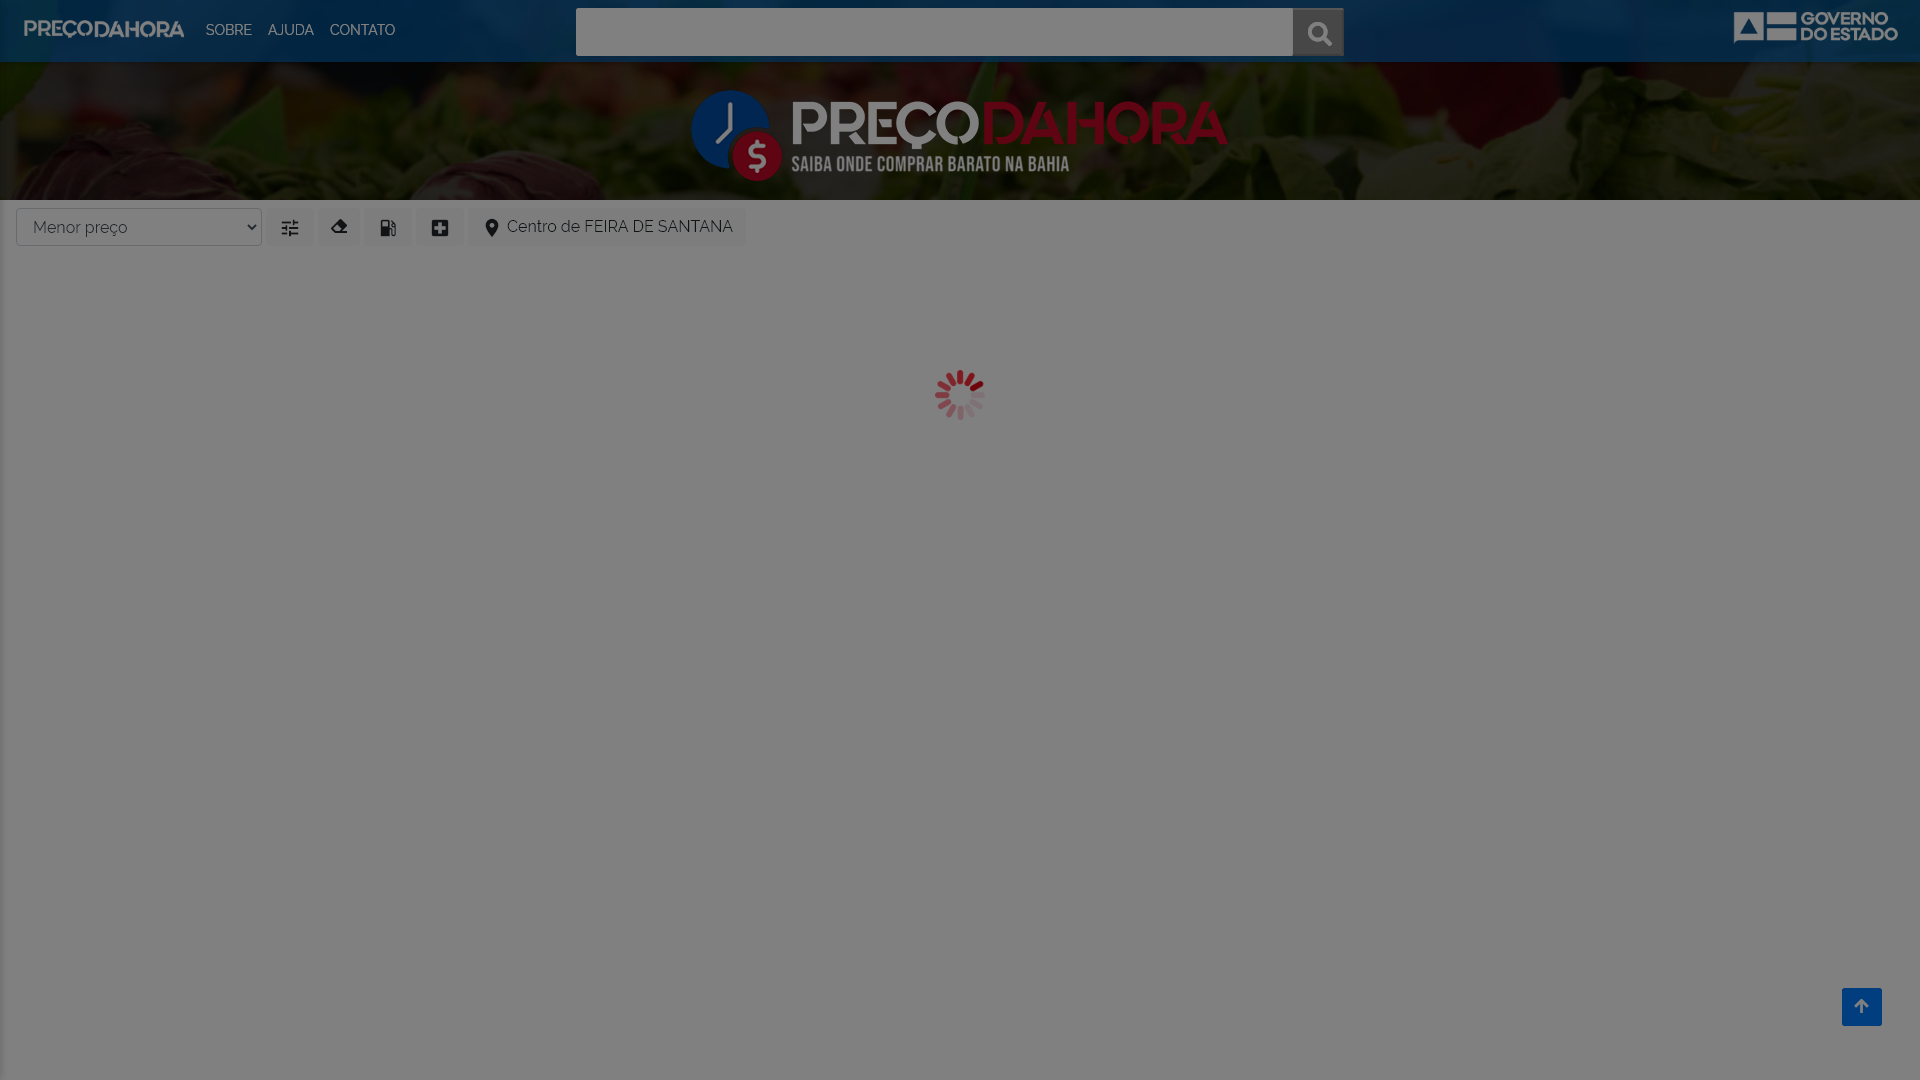 PREÇODAHORA SOBRE AJUDA CONTATO
GOVERNO
DO ESTADO
PREÇODAHORA
$
SAIBA ONDE COMPRAR BARATO NA BAHIA
Menor preço
Centro de FEIRA DE SANTANA